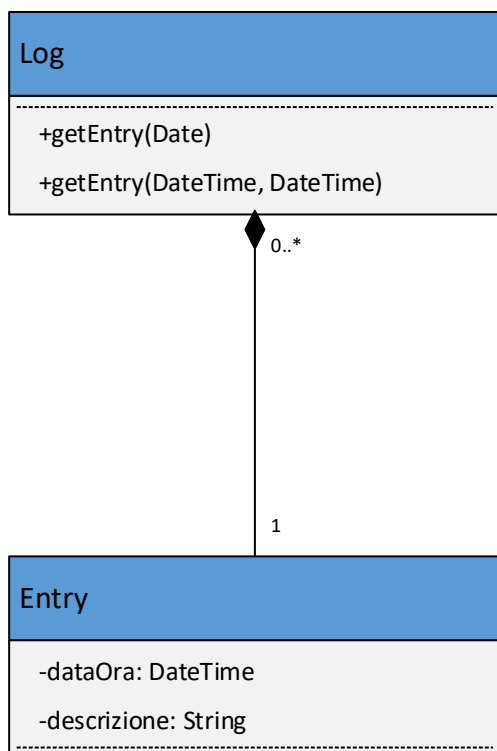 Log
+getEntry(Date)
+getEntry(DateTime, DateTime)
0..*
1
Entry
-dataOra: DateTime
-descrizione: String